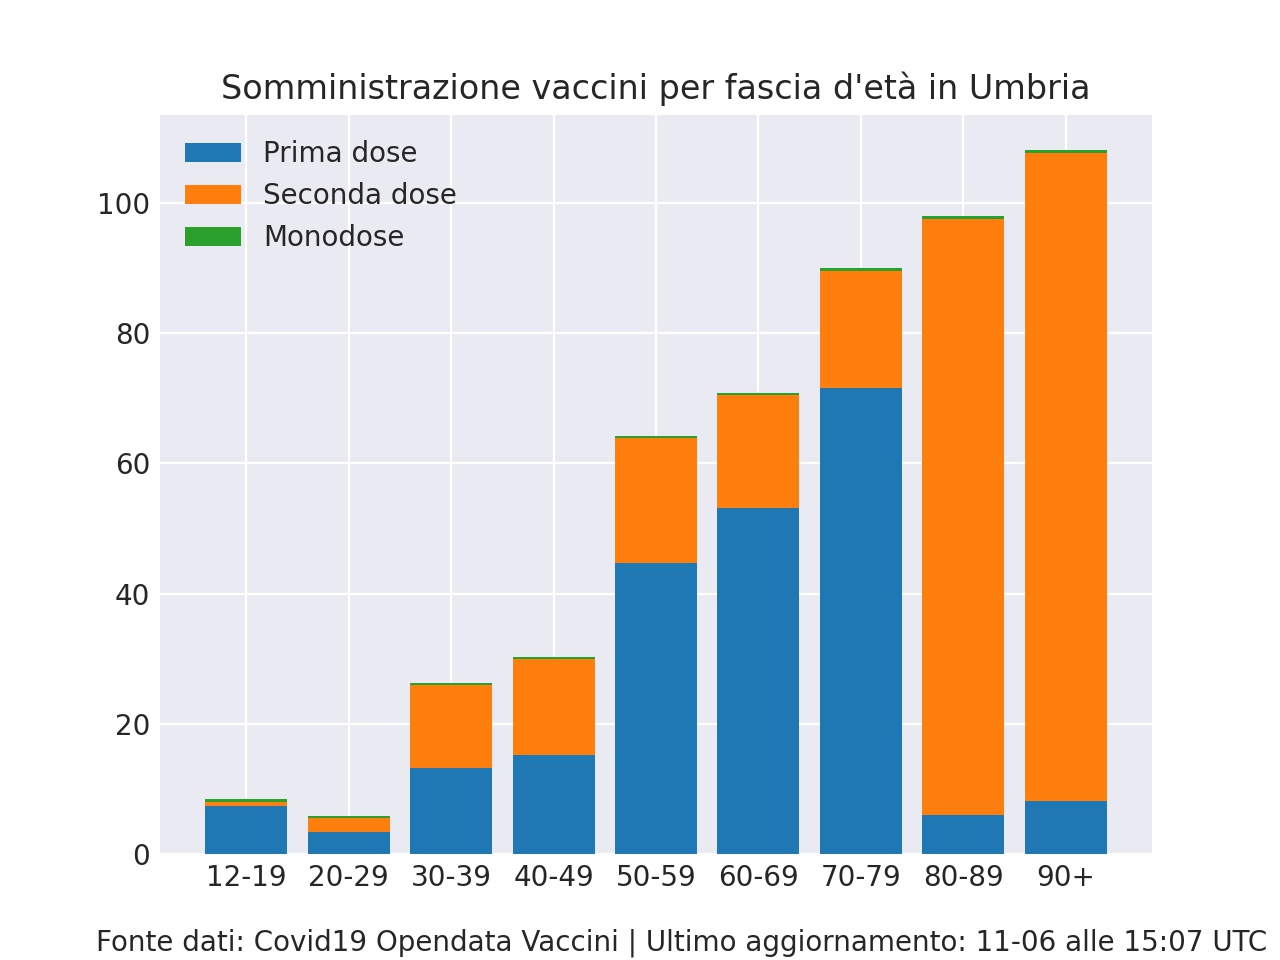 Somministrazione vaccini per fascia d'età in Umbria
Prima dose
Seconda dose
Monodose
100
80
60
40
20
0
12-19 20-29 30-39 40-49 50-59 60-69 70-79 80-89 90+
Fonte dati: Covid19 Opendata Vaccini | Ultimo aggiornamento: 11-06 alle 15:07 UTC